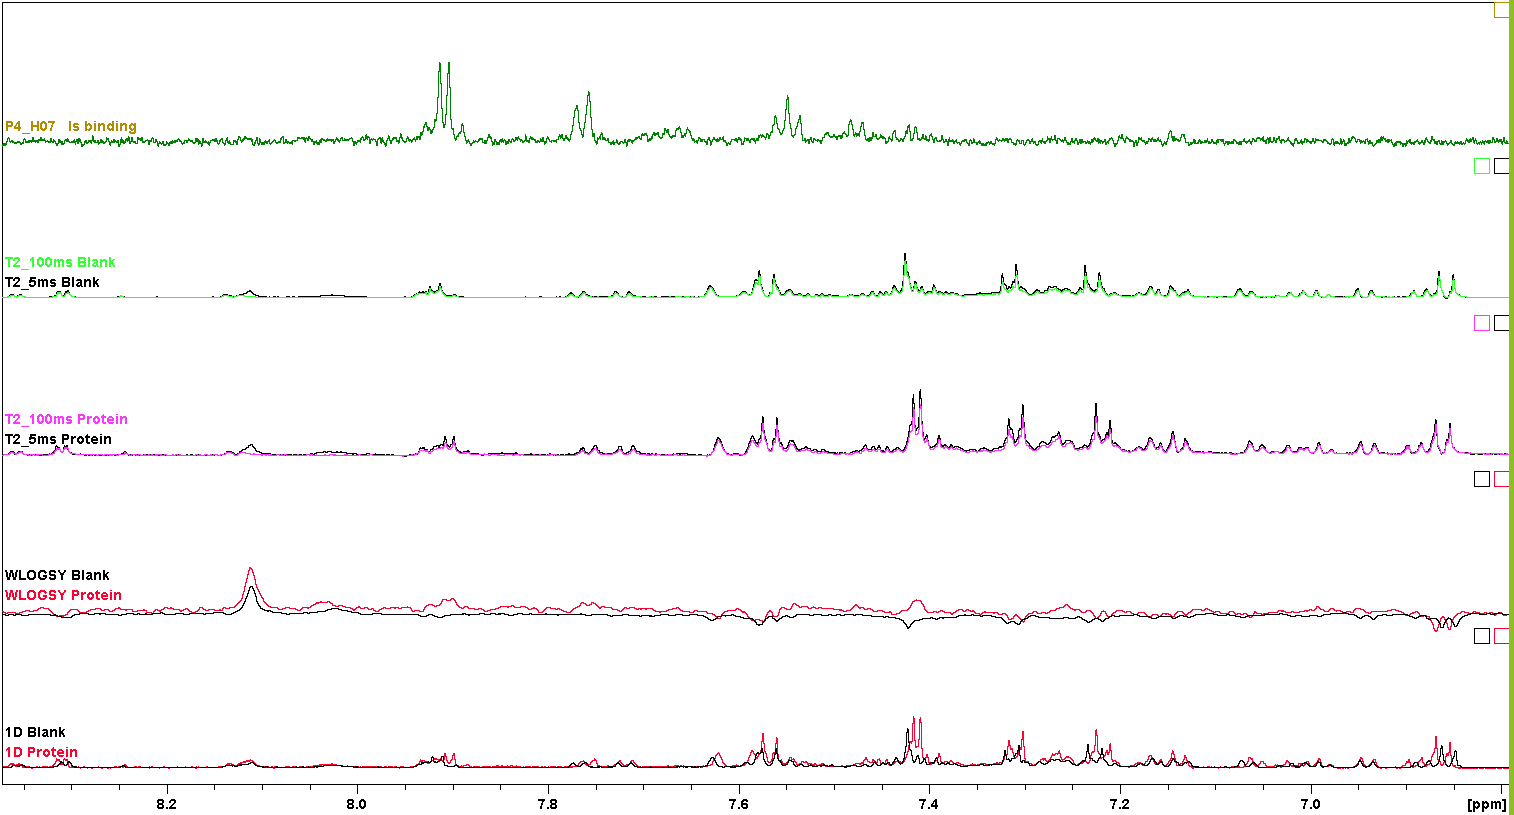 P4_H07 Is binding
T2_100ms Blank
T2_5ms Blank
T2_100ms Protein
T2_5ms Protein
WLOGSY Blank
WLOGSY Protein
1D Blank
1D Protein
8.2 8.0 7.8 7.6 7.4 7.2 7.0 [ppm]